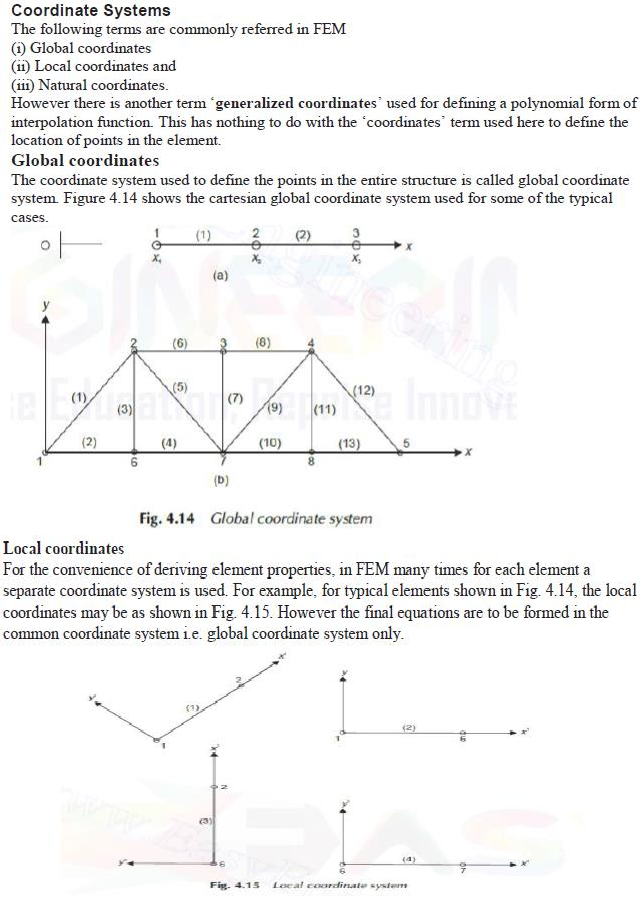 Coordinate Systems
The following terms are commonly referred in FEM
(i) Global coordinates
(ii) Local coordinates and
(iii) Natural coordinates.
However there is another term ‘generalized coordinates’ used for defining a polynomial form of
interpolation function. This has nothing to do with the ‘coordinates’ term used here to define the
location of points in the element.
Global coordinates
The coordinate system used to define the points in the entire structure is called global coordinate
system. Figure 4.14 shows the cartesian global coordinate system used for some of the typical
cases.
1 (1) 2 (2) 3
O x
X₁ X₂ X₃
(a)
y
2 (6) 3 (8) 4
(1) (3) (5) (7) (9) (11) (12)
(2) (4) (10) (13) 5 x
1 6 7 8
(b)
Fig. 4.14 Global coordinate system
Local coordinates
For the convenience of deriving element properties, in FEM many times for each element a
separate coordinate system is used. For example, for typical elements shown in Fig. 4.14, the local
coordinates may be as shown in Fig. 4.15. However the final equations are to be formed in the
common coordinate system i.e. global coordinate system only.
x'
y' (1) 2
1
y'
1 (2) 6 x'
x'
2
(3)
y' 6
y'
6 (4) 7 x'
Fig. 4.15 Local coordinate system